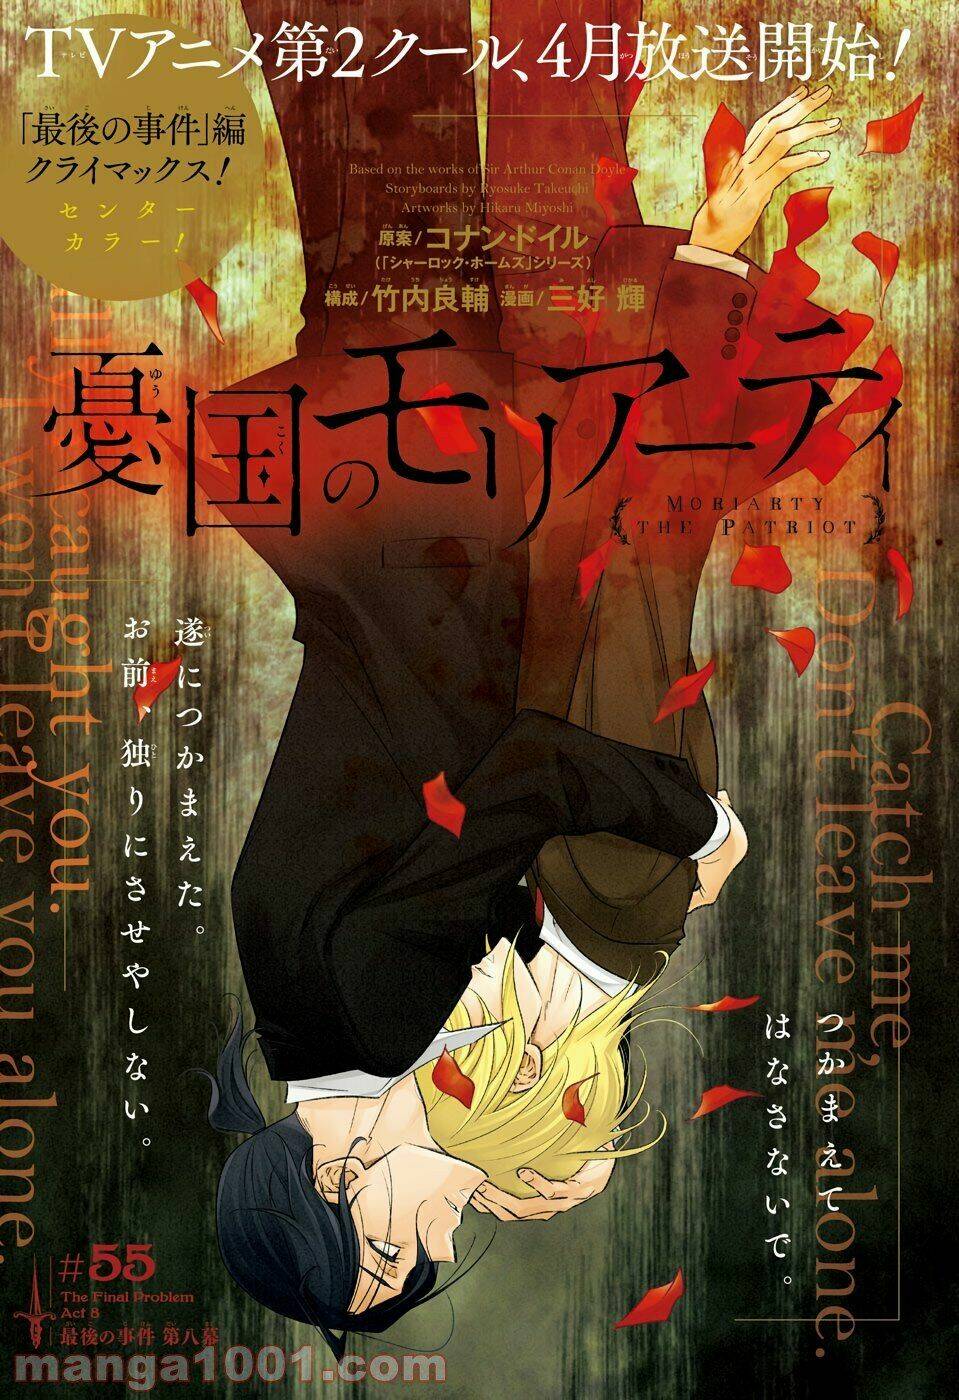 TVアニメ第2クール、4月放送開始!
「最後の事件」編
クライマックス!
センター
カラー!
Based on the works of Sir Arthur Conan Doyle
Storyboards by Ryosuke Takeuchi
Artworks by Hikaru Miyoshi
原案/コナン・ドイル
(「シャーロック・ホームズ」シリーズ)
構成/竹内良輔 漫画/三好 輝
憂国のモリアーティ
MORIARTY
THE PATRIOT
Catch me,
Don't leave me alone.
つかまえて
はなさないで。
遂につかまえた。
お前、独りにさせやしない。
I caught you.
I won't leave you alone.
#55
The Final Problem
Act 8
最後の事件 第八幕
manga1001.com